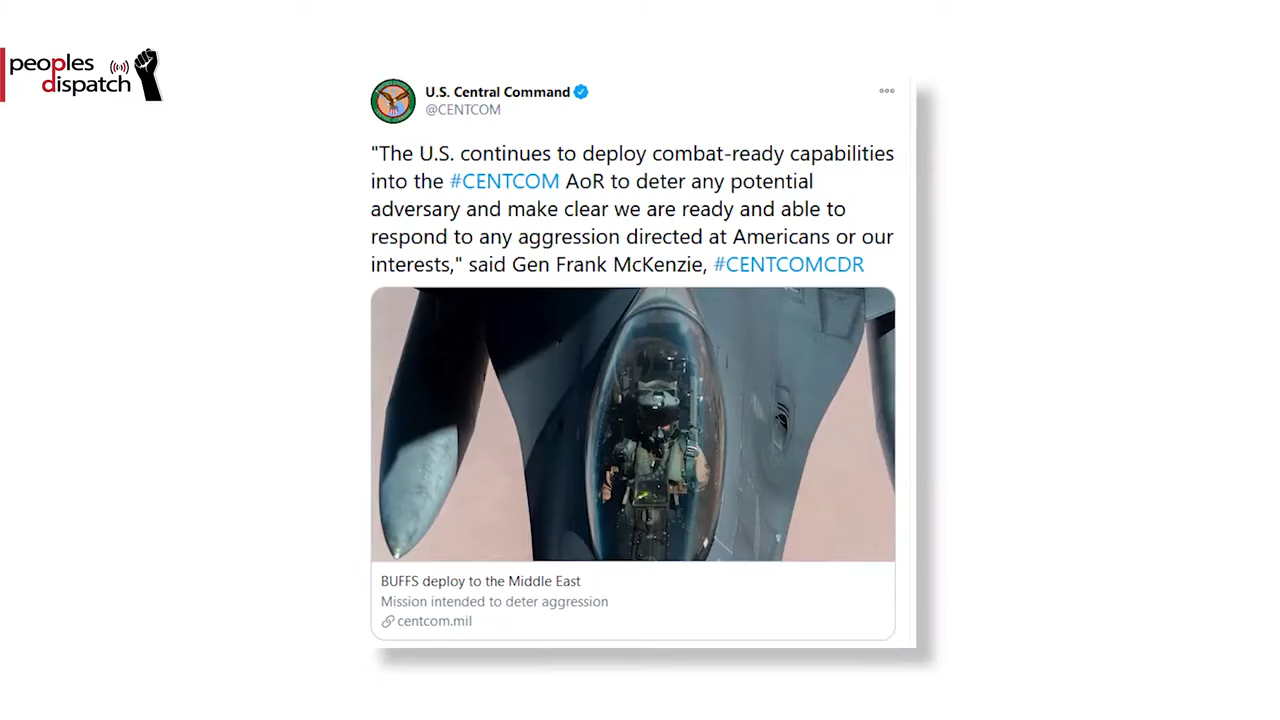 peoples
dispatch
U.S. Central Command
@CENTCOM
"The U.S. continues to deploy combat-ready capabilities
into the #CENTCOM AoR to deter any potential
adversary and make clear we are ready and able to
respond to any aggression directed at Americans or our
interests," said Gen Frank McKenzie, #CENTCOMCDR
BUFFS deploy to the Middle East
Mission intended to deter aggression
centcom.mil